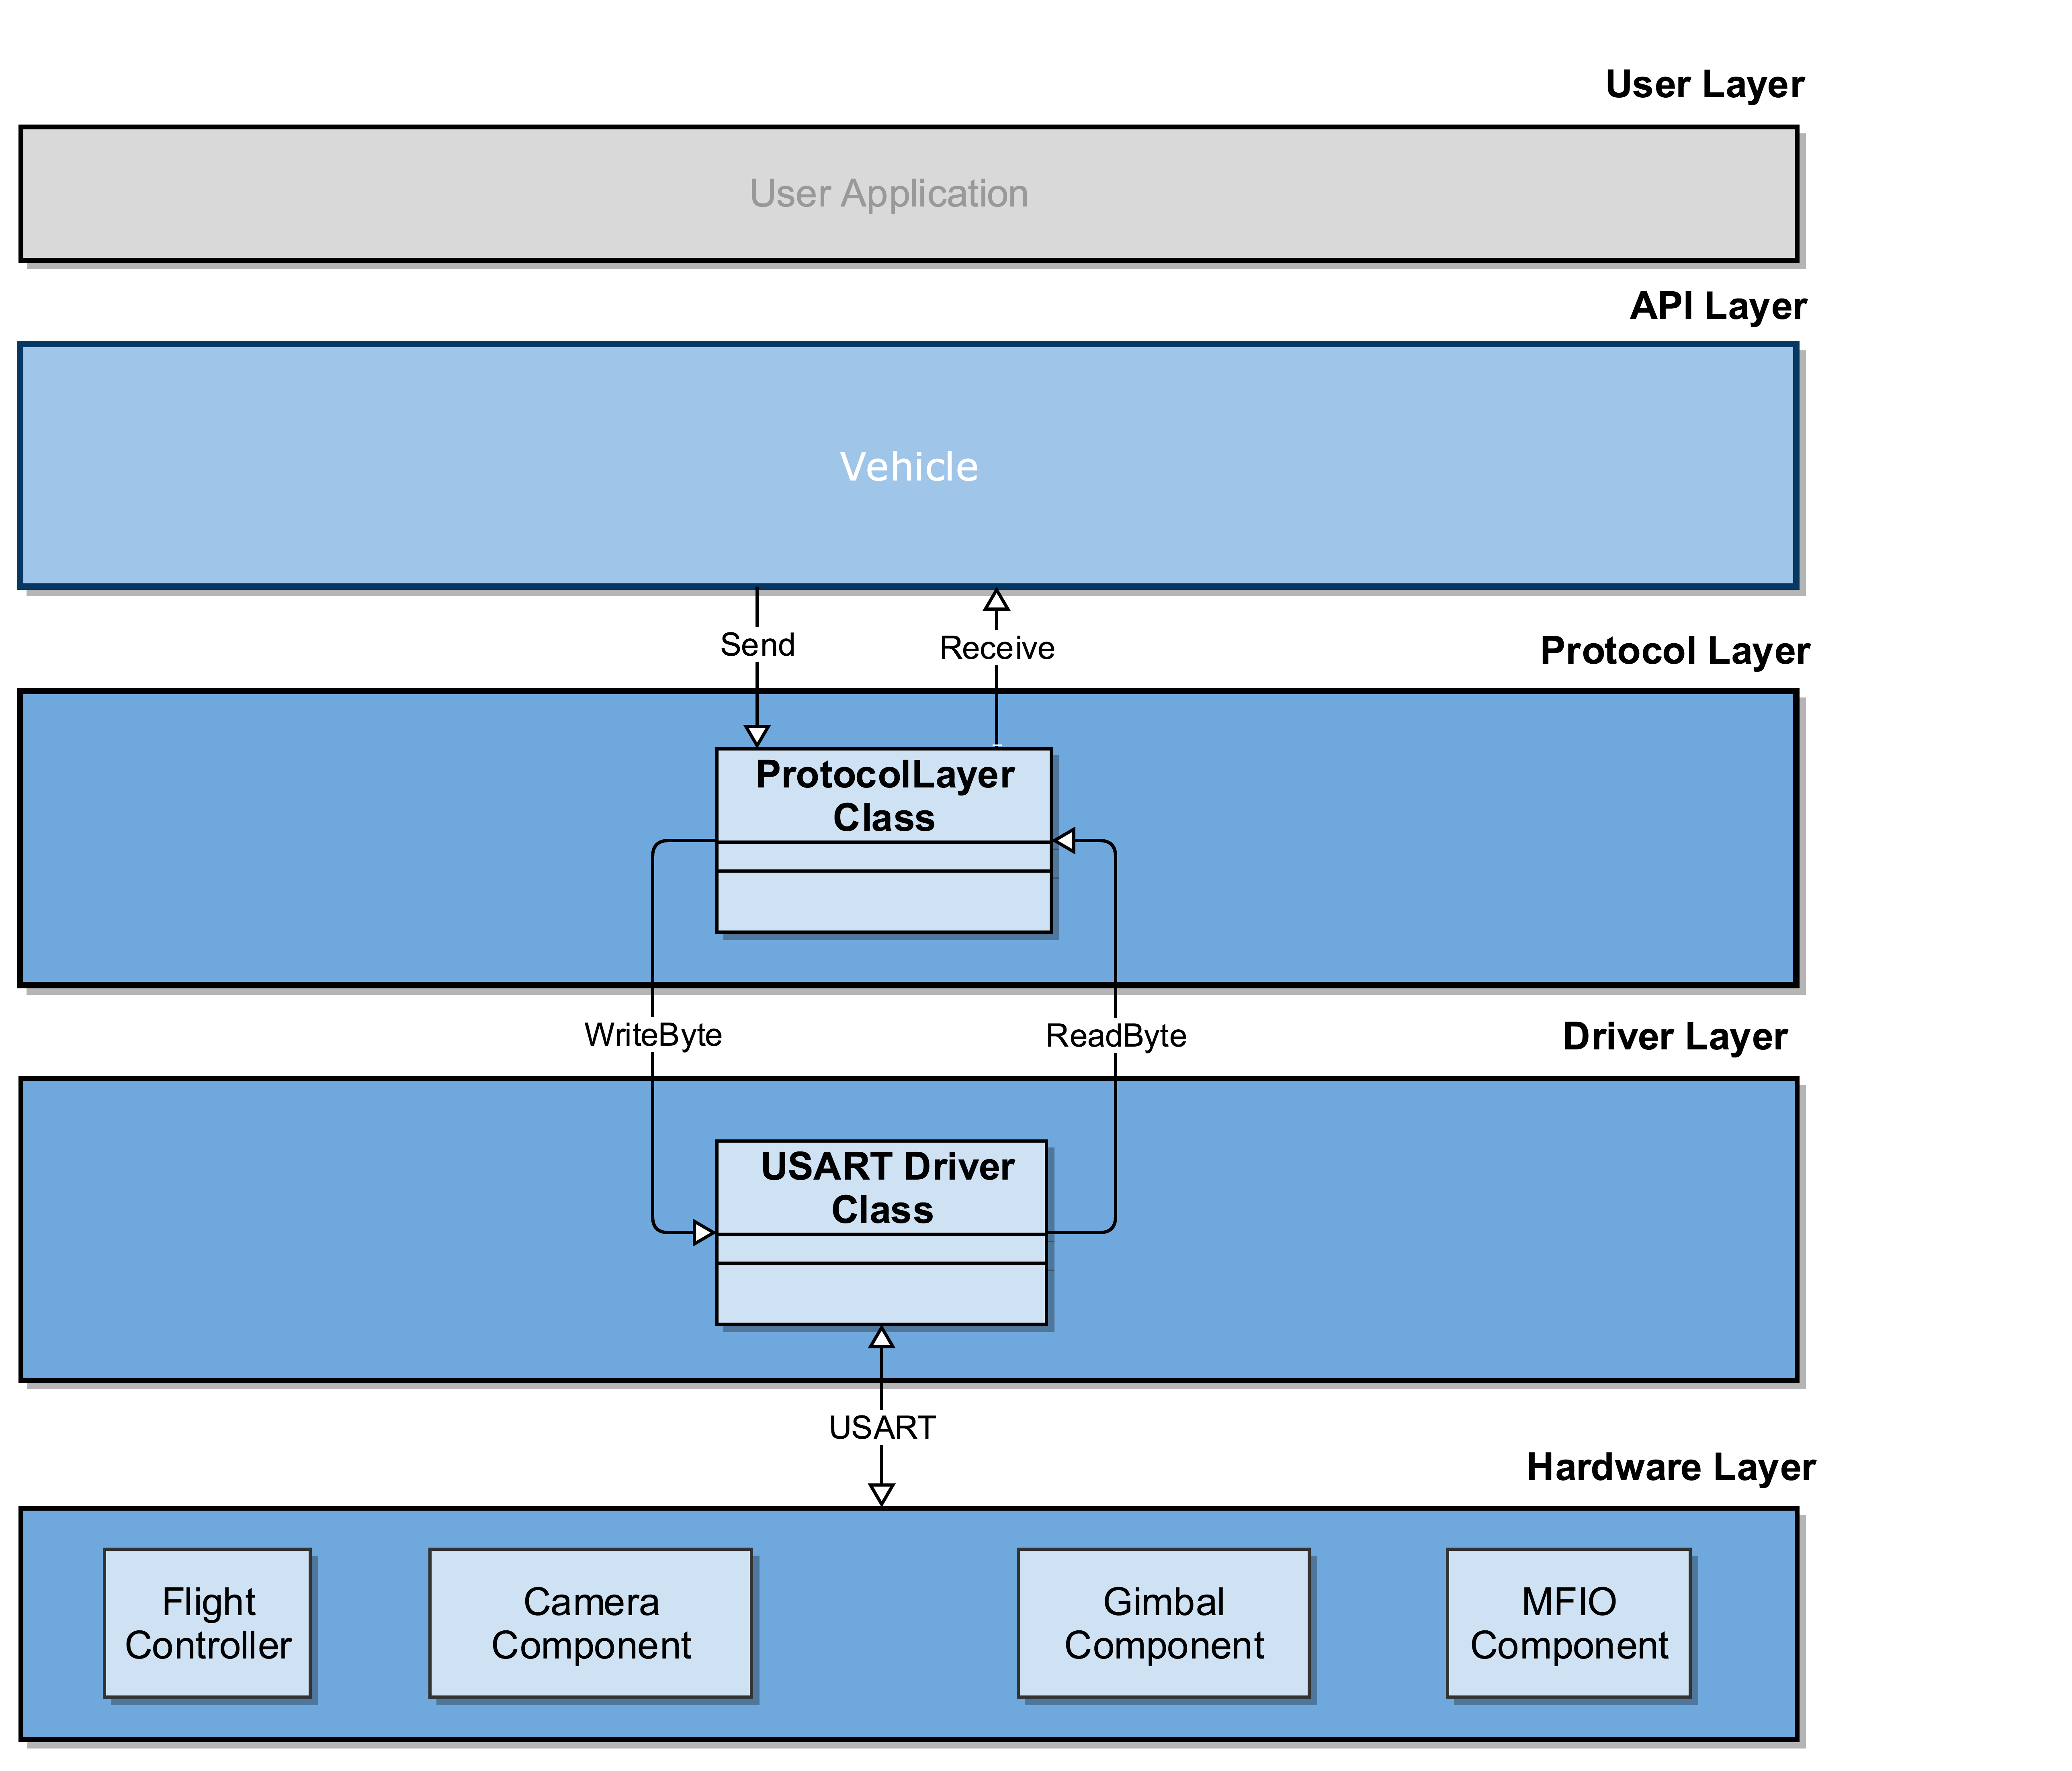 User Layer
User Application
API Layer
Vehicle
Send
Receive
Protocol Layer
ProtocolLayer
Class
WriteByte
ReadByte
Driver Layer
USART Driver
Class
USART
Hardware Layer
Flight
Controller
Camera
Component
Gimbal
Component
MFIO
Component